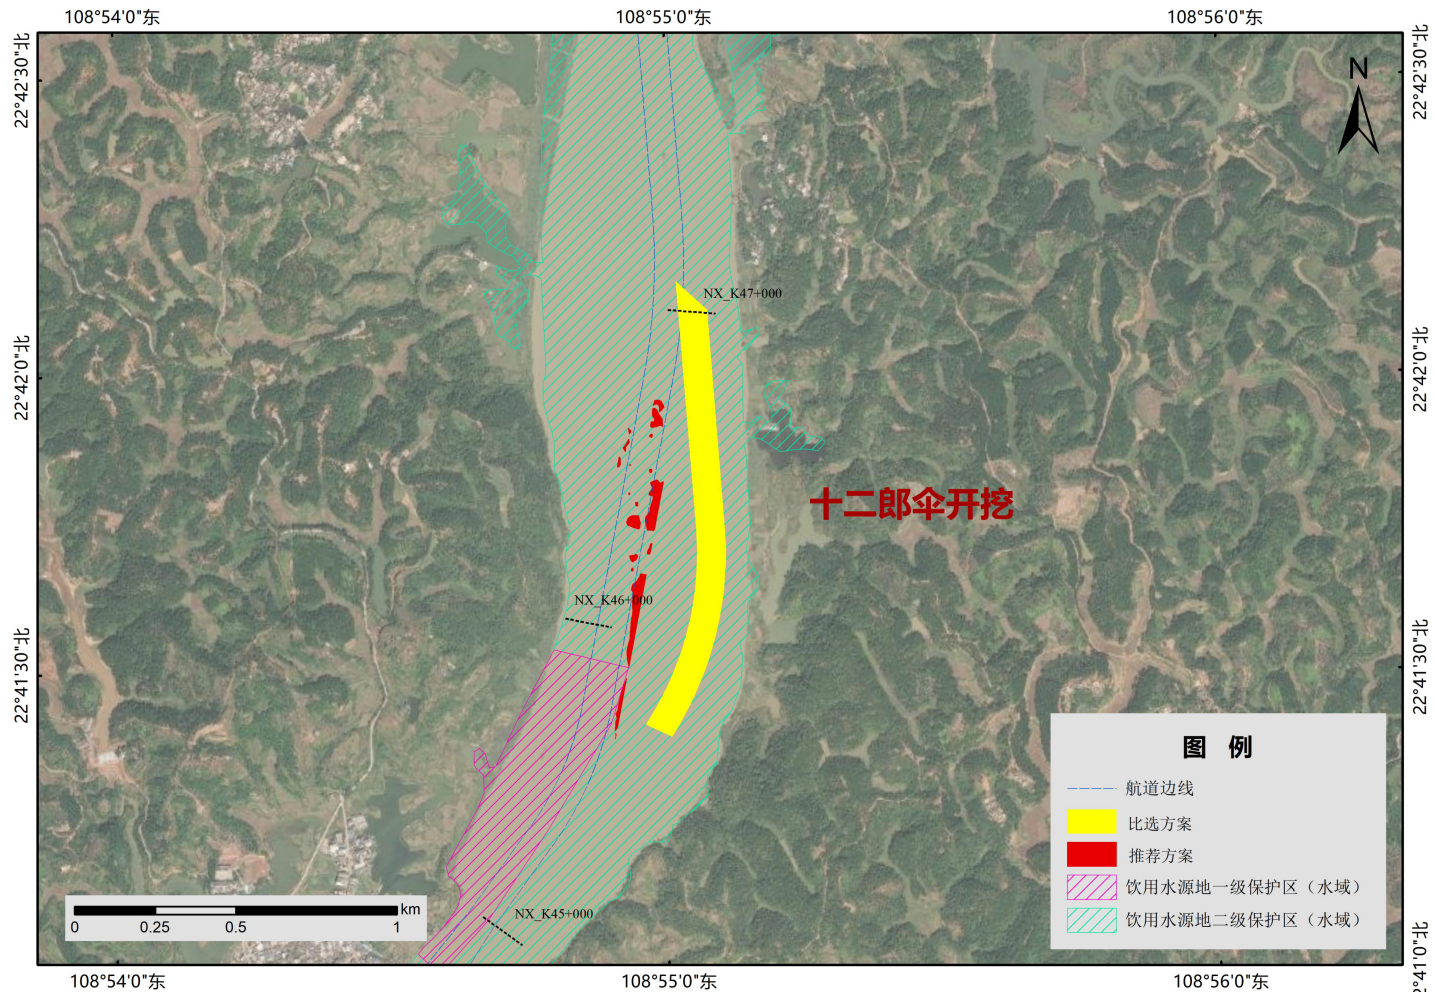 108°54'0"东
108°55'0"东
108°56'0"东
22°42'30"北
22°42'30"北
N
NX_K47+000
22°42'0"北
22°42'0"北
十二郎伞开挖
NX_K46+000
22°41'30"北
22°41'30"北
图 例
航道边线
比选方案
推荐方案
饮用水源地一级保护区（水域）
饮用水源地二级保护区（水域）
NX_K45+000
km
0 0.25 0.5 1
2°41'0"北
108°54'0"东
108°55'0"东
108°56'0"东